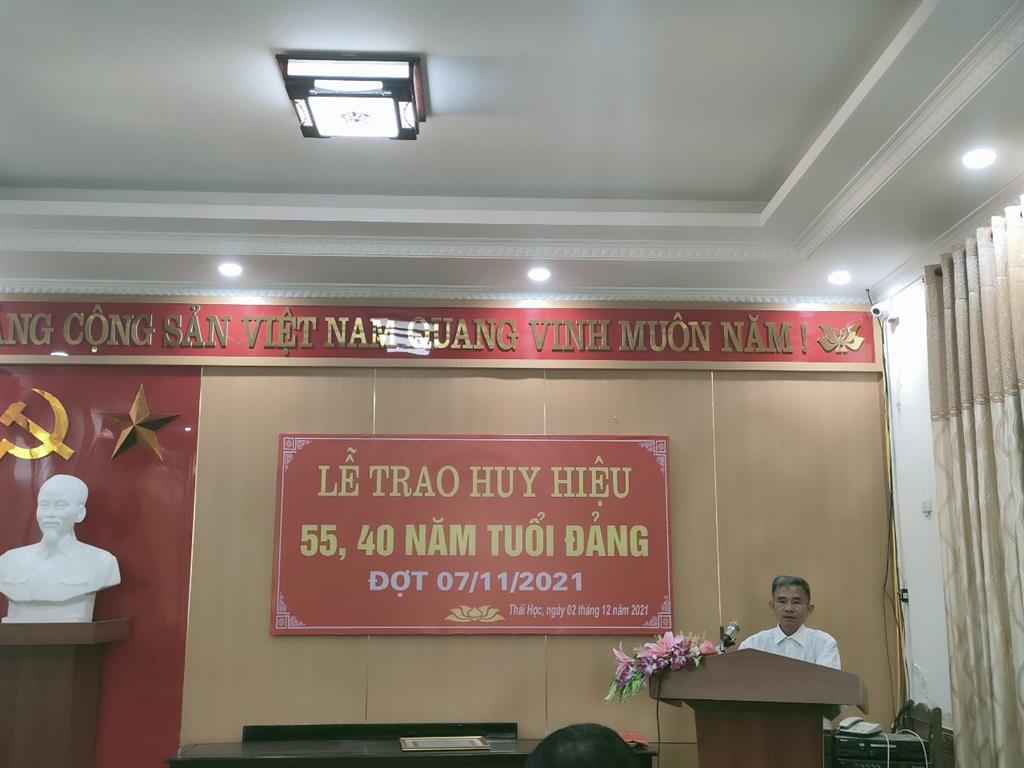 ẢNG CỘNG SẢN VIỆT NAM QUANG VINH MUÔN NĂM !
LỄ TRAO HUY HIỆU
55, 40 NĂM TUỔI ĐẢNG
ĐỢT 07/11/2021
Thái Học, ngày 02 tháng 12 năm 2021